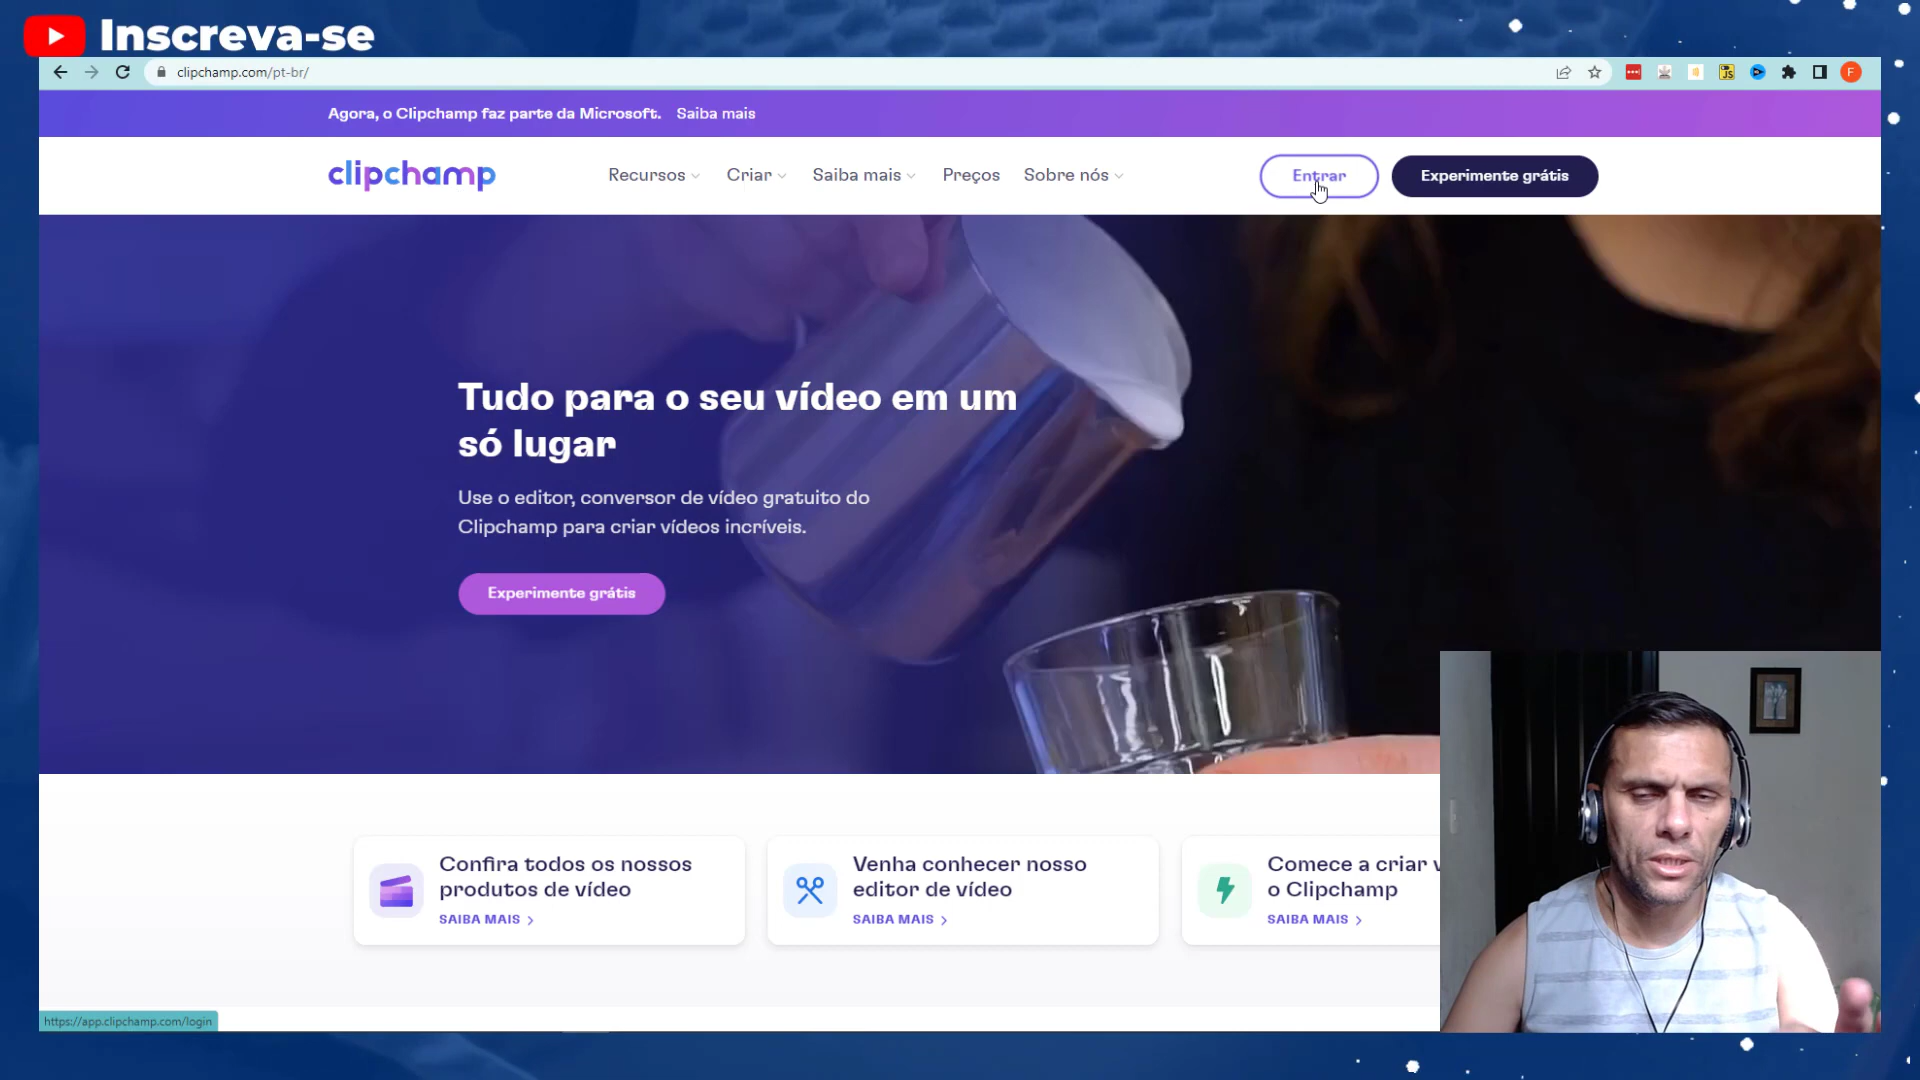 Inscreva-se
clipchamp.com/pt-br/
F
JS
Agora, o Clipchamp faz parte da Microsoft. Saiba mais
clipchamp
Recursos
Criar
Saiba mais
Preços
Sobre nós
Entrar
Experimente grátis
Tudo para o seu vídeo em um
só lugar
Use o editor, conversor de vídeo gratuito do
Clipchamp para criar vídeos incríveis.
Experimente grátis
Confira todos os nossos
produtos de vídeo
SAIBA MAIS
Venha conhecer nosso
editor de vídeo
SAIBA MAIS
Comece a criar v
o Clipchamp
SAIBA MAIS
https://app.clipchamp.com/login